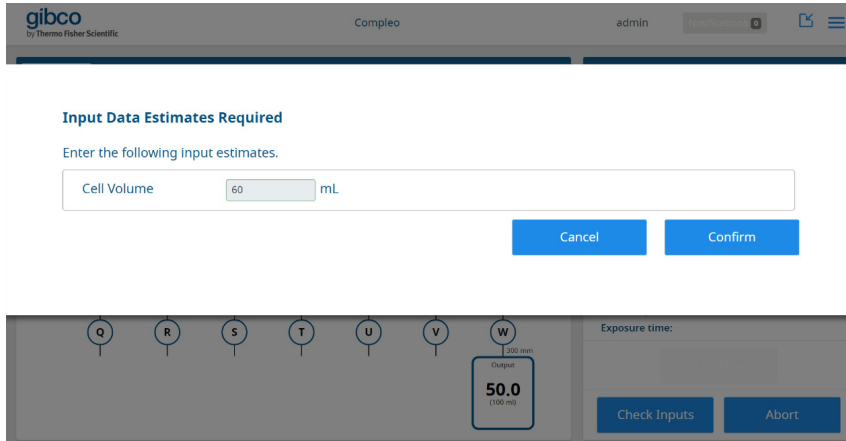 gibco
by Thermo Fisher Scientific
Compleo
admin
Notifications 0
Input Data Estimates Required
Enter the following input estimates.
Cell Volume 60 mL
Cancel Confirm
Q R S T U V W
300 mm
Output
50.0
(100 ml)
Exposure time:
Check Inputs Abort